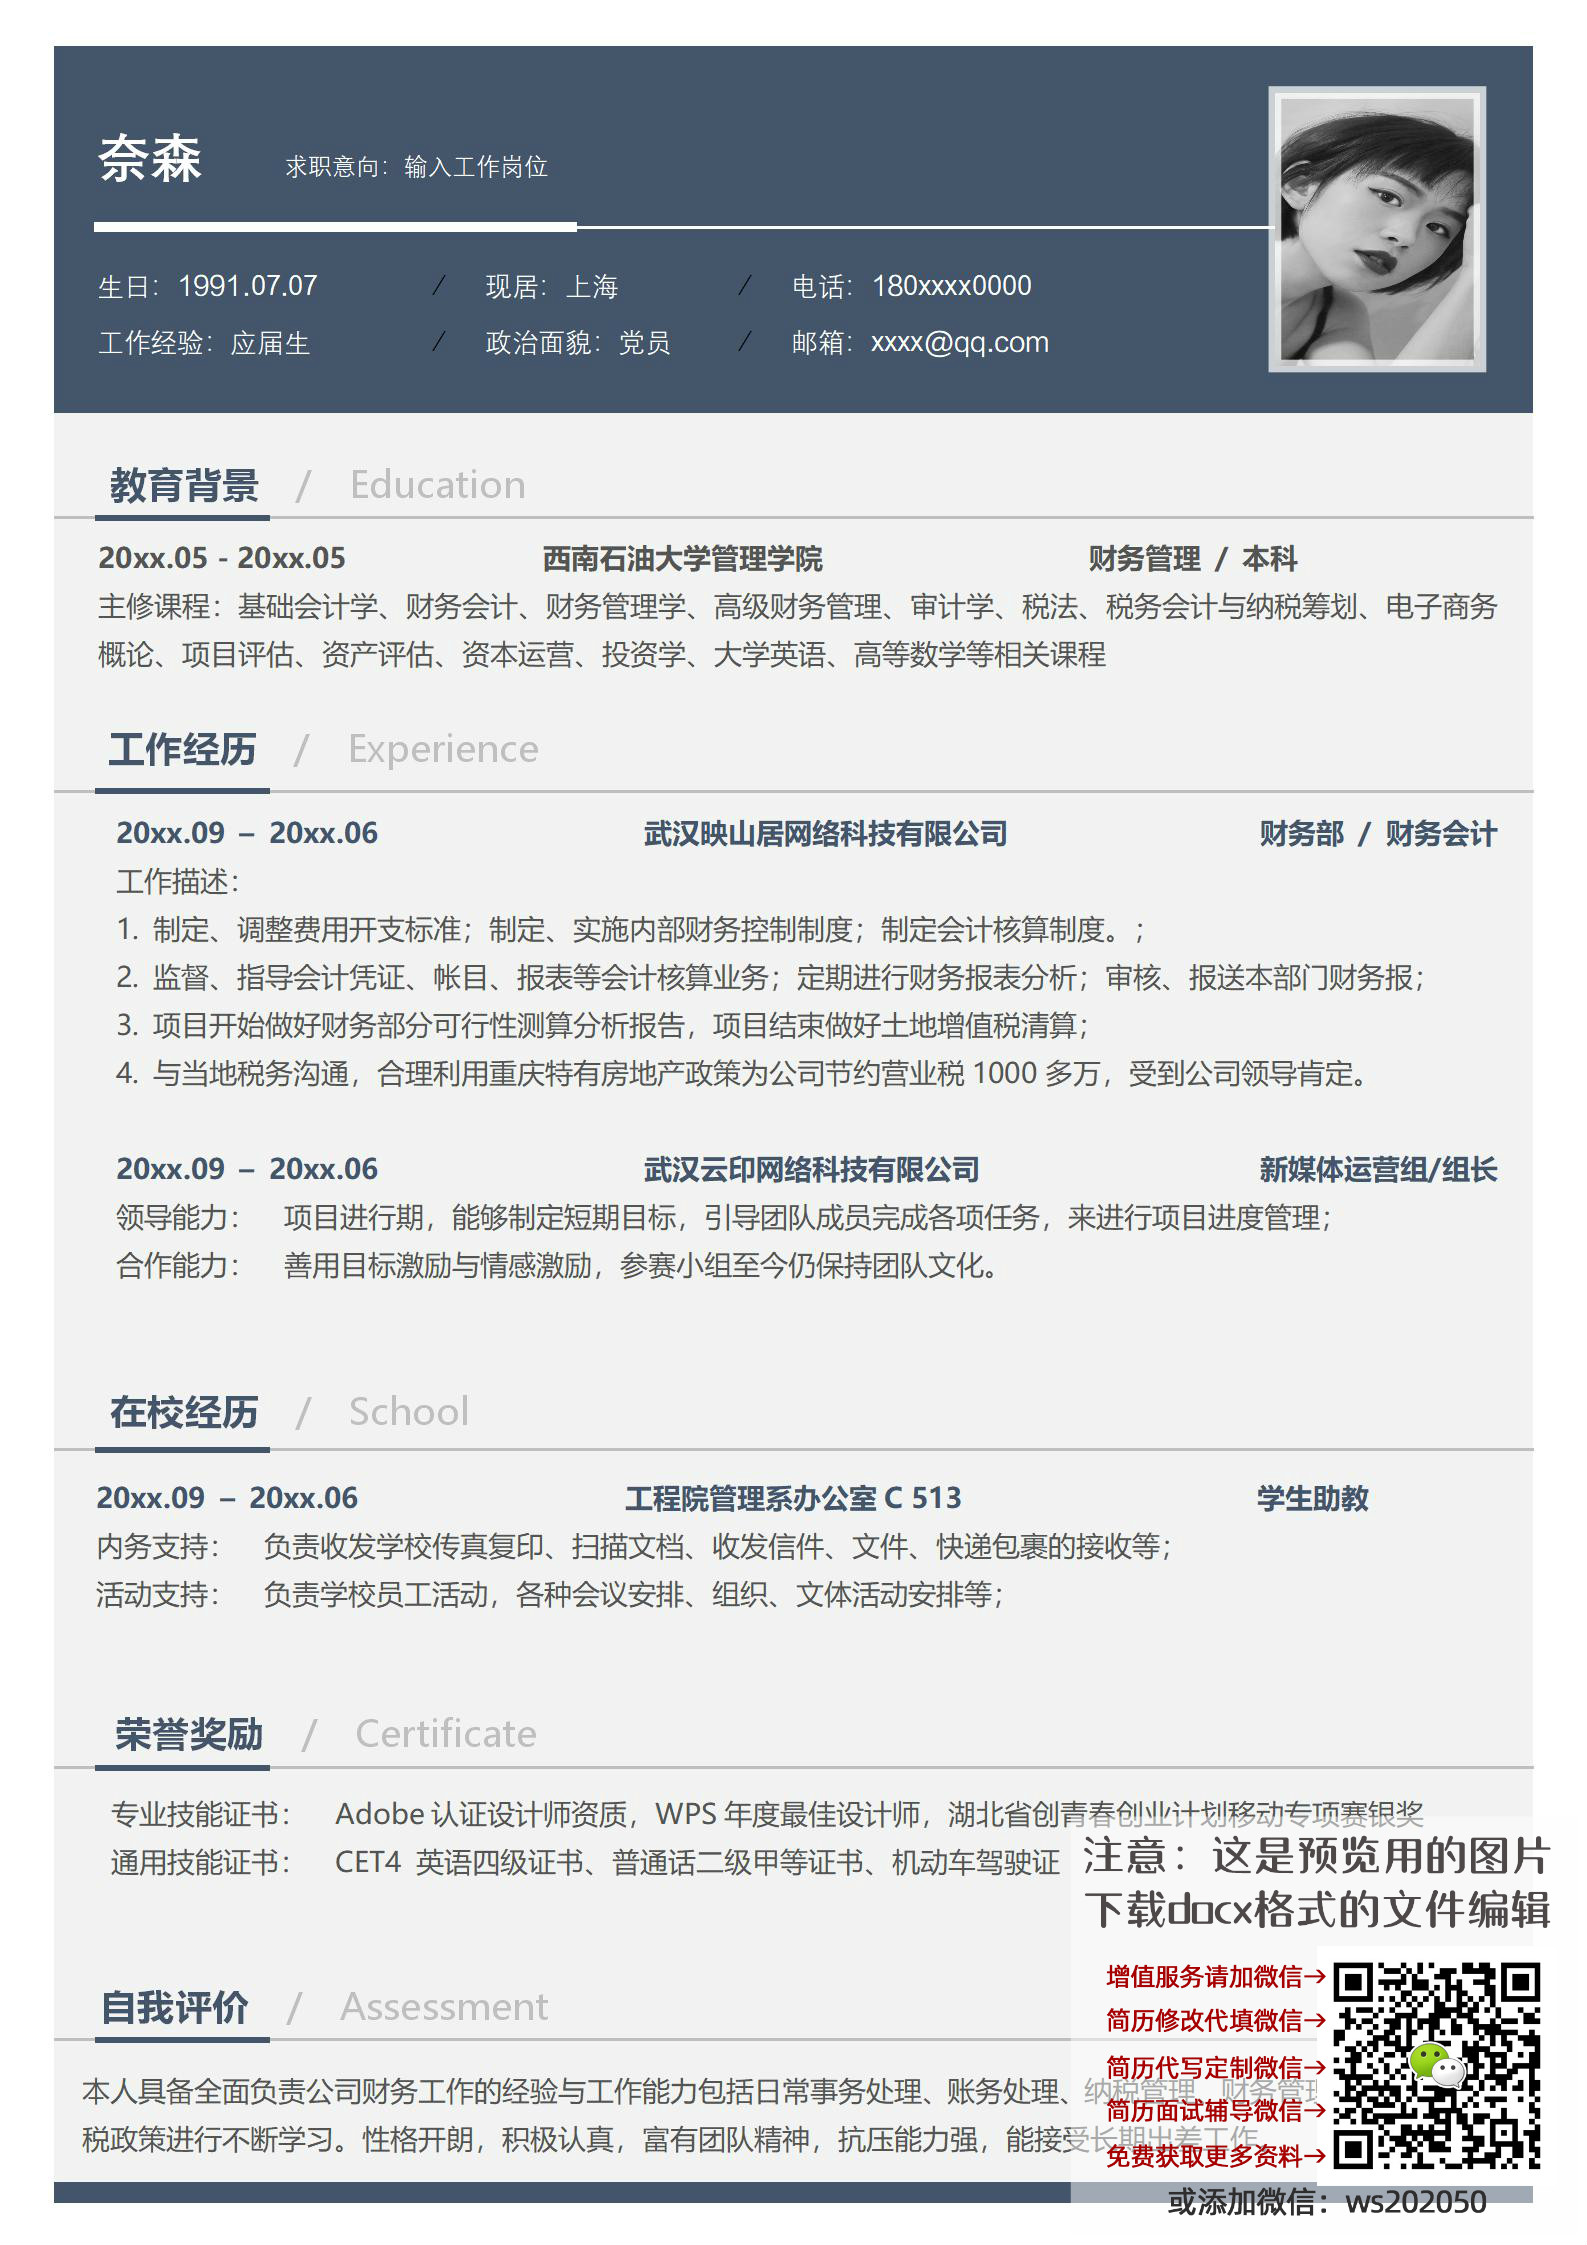 奈森 求职意向：输入工作岗位
生日：1991.07.07 / 现居：上海 / 电话：180xxxx0000
工作经验：应届生 / 政治面貌：党员 / 邮箱：xxxx@qq.com
教育背景 / Education
20xx.05 - 20xx.05 西南石油大学管理学院 财务管理 / 本科
主修课程：基础会计学、财务会计、财务管理学、高级财务管理、审计学、税法、税务会计与纳税筹划、电子商务
概论、项目评估、资产评估、资本运营、投资学、大学英语、高等数学等相关课程
工作经历 / Experience
20xx.09 – 20xx.06 武汉映山居网络科技有限公司 财务部 / 财务会计
工作描述：
1. 制定、调整费用开支标准；制定、实施内部财务控制制度；制定会计核算制度。；
2. 监督、指导会计凭证、帐目、报表等会计核算业务；定期进行财务报表分析；审核、报送本部门财务报；
3. 项目开始做好财务部分可行性测算分析报告，项目结束做好土地增值税清算；
4. 与当地税务沟通，合理利用重庆特有房地产政策为公司节约营业税 1000 多万，受到公司领导肯定。
20xx.09 – 20xx.06 武汉云印网络科技有限公司 新媒体运营组/组长
领导能力： 项目进行期，能够制定短期目标，引导团队成员完成各项任务，来进行项目进度管理；
合作能力： 善用目标激励与情感激励，参赛小组至今仍保持团队文化。
在校经历 / School
20xx.09 – 20xx.06 工程院管理系办公室 C 513 学生助教
内务支持： 负责收发学校传真复印、扫描文档、收发信件、文件、快递包裹的接收等；
活动支持： 负责学校员工活动，各种会议安排、组织、文体活动安排等；
荣誉奖励 / Certificate
专业技能证书： Adobe 认证设计师资质，WPS 年度最佳设计师，湖北省创青春创业计划移动专项赛银奖
通用技能证书： CET4 英语四级证书、普通话二级甲等证书、机动车驾驶证
自我评价 / Assessment
本人具备全面负责公司财务工作的经验与工作能力包括日常事务处理、账务处理、纳税管理、财务管理
税政策进行不断学习。性格开朗，积极认真，富有团队精神，抗压能力强，能接受长期出差工作。
注意：这是预览用的图片
下载docx格式的文件编辑
增值服务请加微信→
简历修改代填微信→
简历代写定制微信→
简历面试辅导微信→
免费获取更多资料→
或添加微信：ws202050